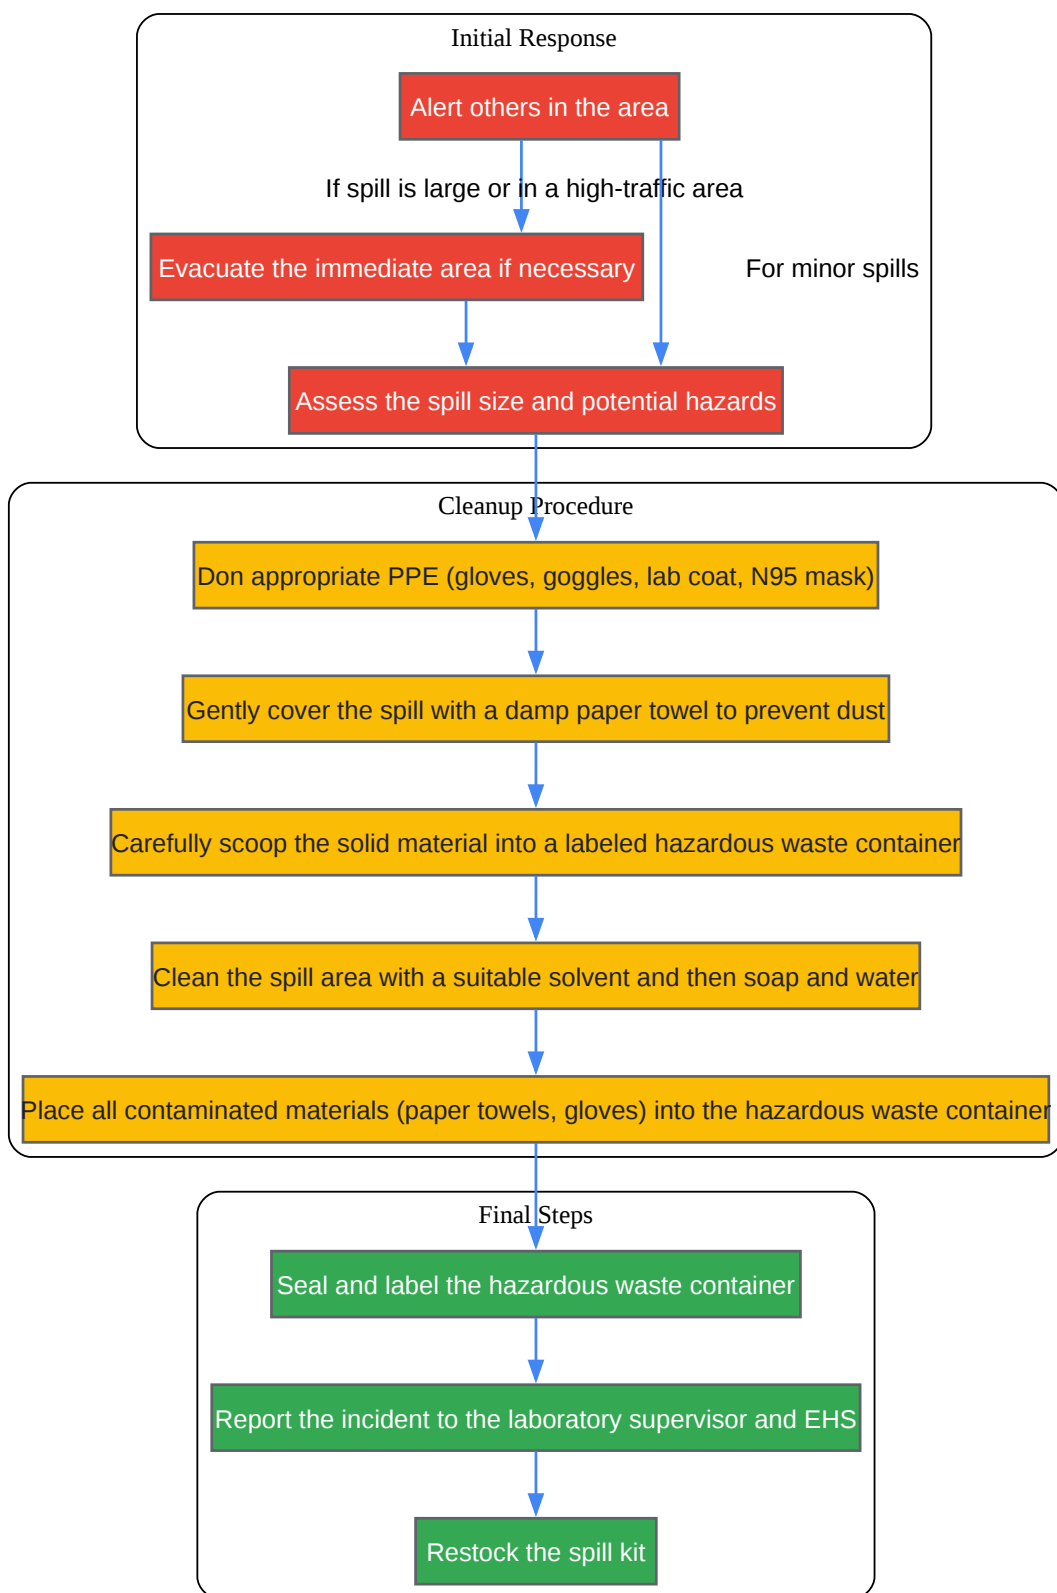 Initial Response
Alert others in the area
If spill is large or in a high-traffic area
Evacuate the immediate area if necessary
For minor spills
Assess the spill size and potential hazards
Cleanup Procedure
Don appropriate PPE (gloves, goggles, lab coat, N95 mask)
Gently cover the spill with a damp paper towel to prevent dust
Carefully scoop the solid material into a labeled hazardous waste container
Clean the spill area with a suitable solvent and then soap and water
Place all contaminated materials (paper towels, gloves) into the hazardous waste container
Final Steps
Seal and label the hazardous waste container
Report the incident to the laboratory supervisor and EHS
Restock the spill kit